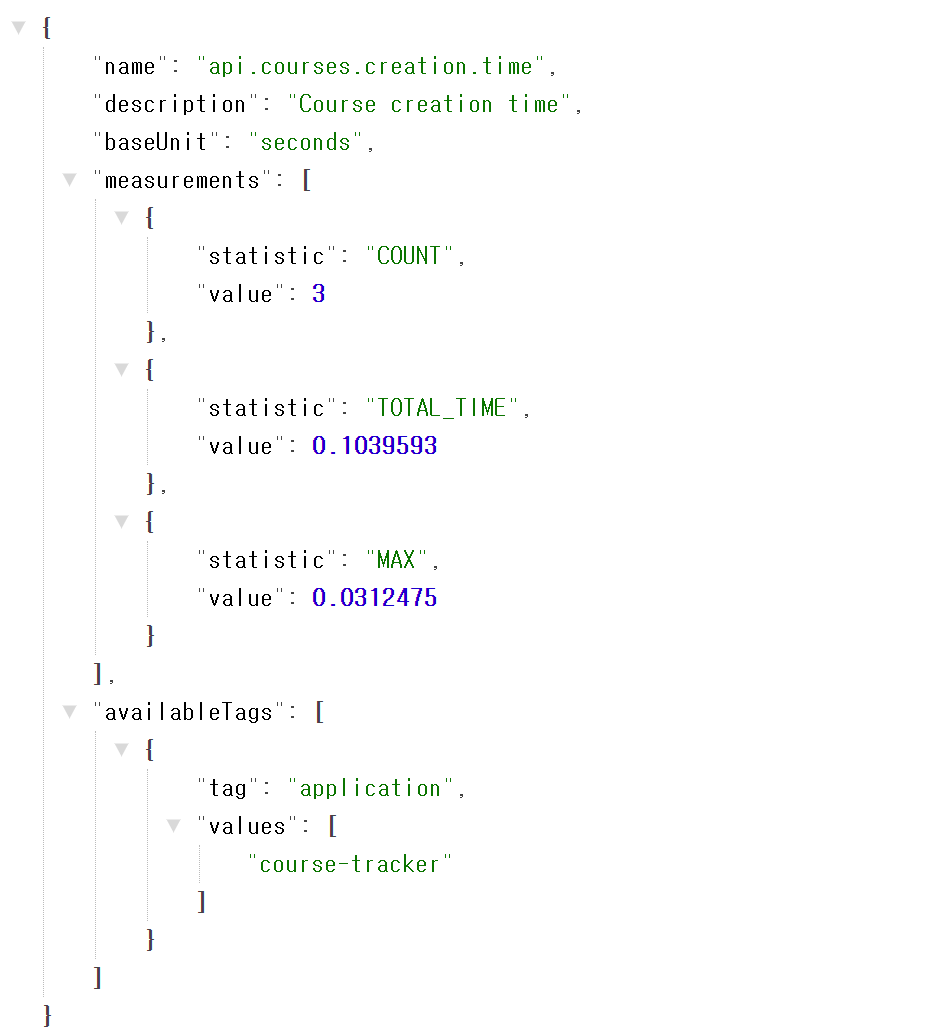 {
"name": "api.courses.creation.time",
"description": "Course creation time",
"baseUnit": "seconds",
"measurements": [
{
"statistic": "COUNT",
"value": 3
},
{
"statistic": "TOTAL_TIME",
"value": 0.1039593
},
{
"statistic": "MAX",
"value": 0.0312475
}
],
"availableTags": [
{
"tag": "application",
"values": [
"course-tracker"
]
}
]
}